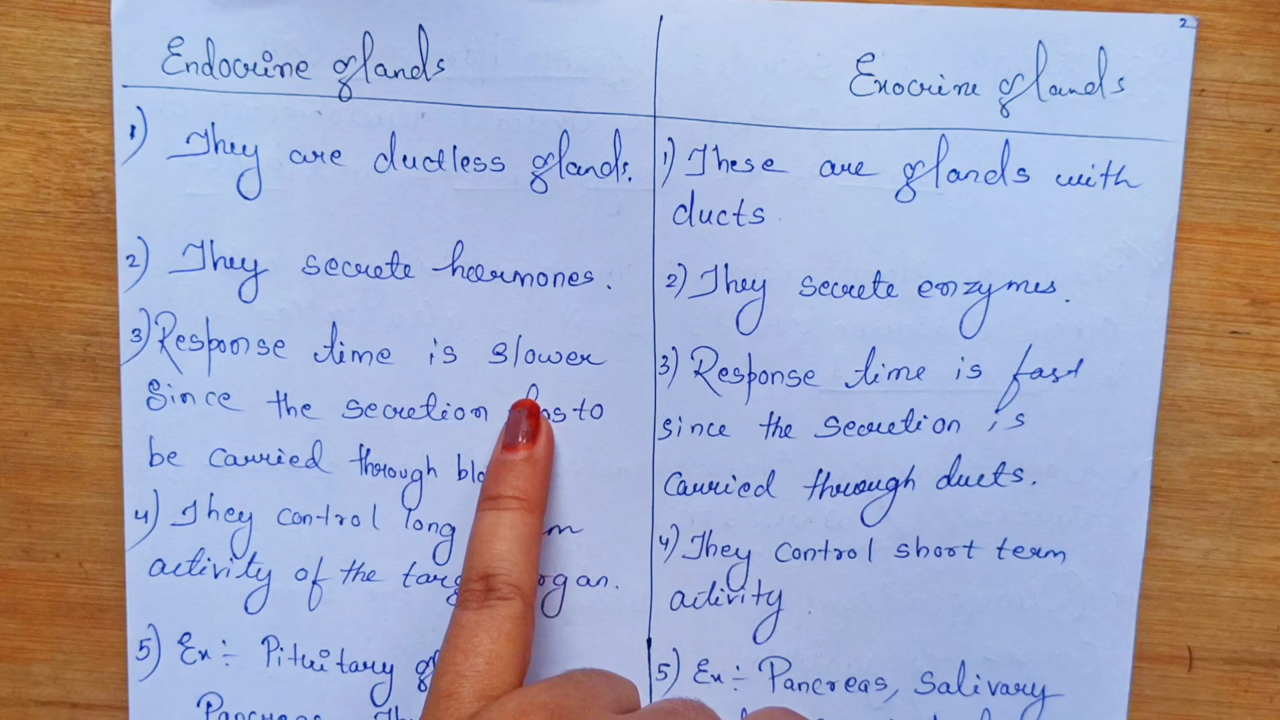 2
Endocrine glands
1) They are ductless glands.
2) They secrete hormones.
3) Response time is slower
Since the secretion has to
be carried through
4) They control long
activity of the
5) Ex:- Pituitary
Exocrine glands
1) These are glands with
ducts.
2) They secrete enzymes.
3) Response time is fast
since the secretion is
carried through ducts.
4) They control short term
activity.
5) Ex:- Pancreas, Salivary